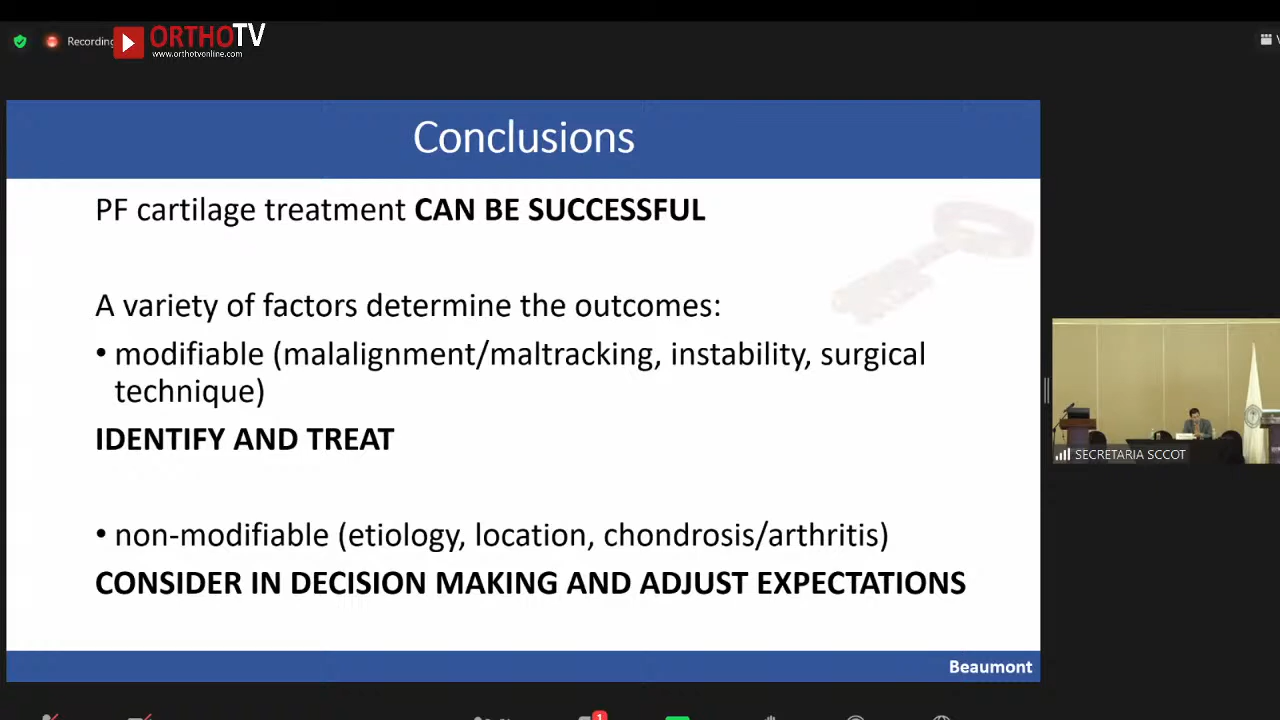 Recording
ORTHOTV
www.orthotvonline.com
Conclusions
PF cartilage treatment CAN BE SUCCESSFUL
A variety of factors determine the outcomes:
• modifiable (malalignment/maltracking, instability, surgical
technique)
IDENTIFY AND TREAT
• non-modifiable (etiology, location, chondrosis/arthritis)
CONSIDER IN DECISION MAKING AND ADJUST EXPECTATIONS
Beaumont
SECRETARIA SCCOT
1